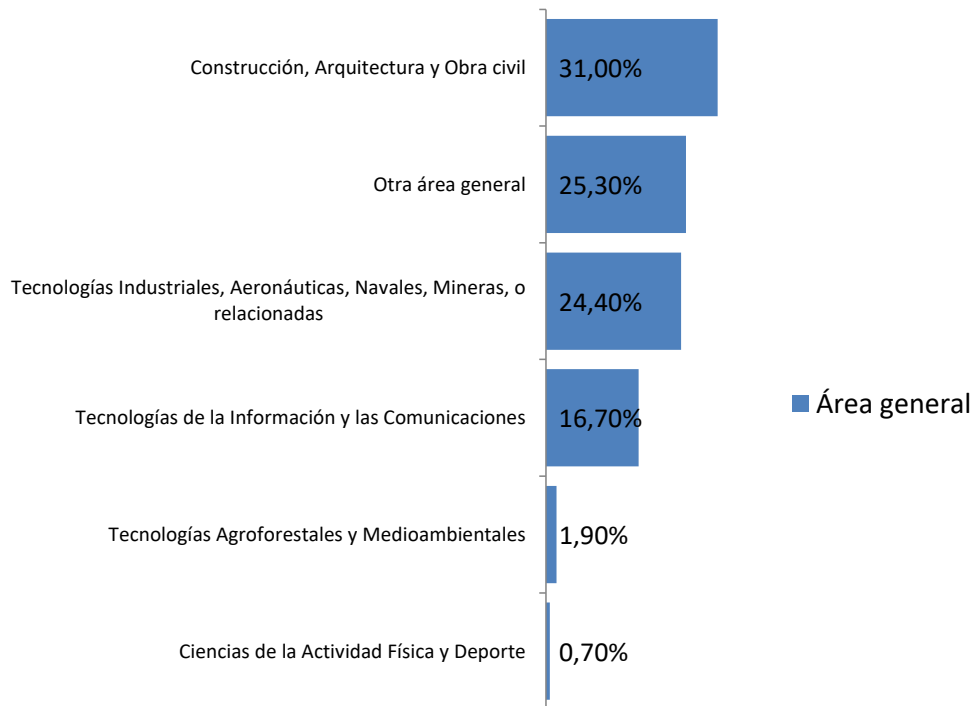 Construcción, Arquitectura y Obra civil
31,00%
Otra área general
25,30%
Tecnologías Industriales, Aeronáuticas, Navales, Mineras, o
relacionadas
24,40%
Tecnologías de la Información y las Comunicaciones
16,70%
Área general
Tecnologías Agroforestales y Medioambientales
1,90%
Ciencias de la Actividad Física y Deporte
0,70%